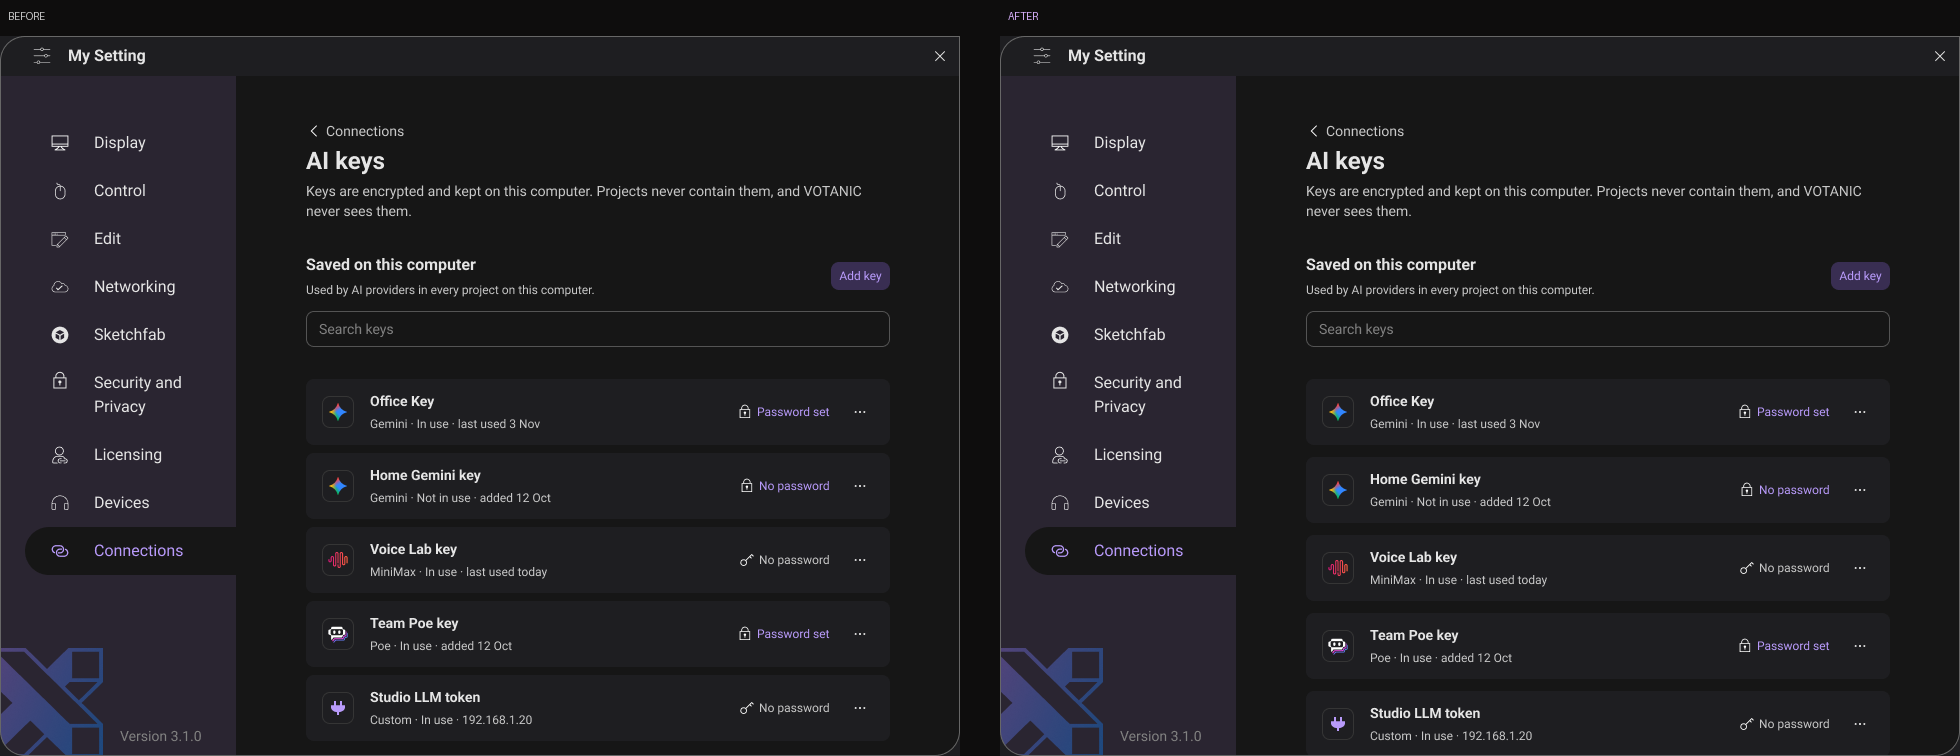 BEFORE
My Setting
Display
Control
Edit
Networking
Sketchfab
Security and
Privacy
Licensing
Devices
Connections
Version 3.1.0
Connections
AI keys
Keys are encrypted and kept on this computer. Projects never contain them, and VOTANIC
never sees them.
Saved on this computer
Used by AI providers in every project on this computer.
Add key
Search keys
Office Key
Gemini · In use · last used 3 Nov
Password set
Home Gemini key
Gemini · Not in use · added 12 Oct
No password
Voice Lab key
MiniMax · In use · last used today
No password
Team Poe key
Poe · In use · added 12 Oct
Password set
Studio LLM token
Custom · In use · 192.168.1.20
No password
AFTER
My Setting
Display
Control
Edit
Networking
Sketchfab
Security and
Privacy
Licensing
Devices
Connections
Version 3.1.0
Connections
AI keys
Keys are encrypted and kept on this computer. Projects never contain them, and VOTANIC
never sees them.
Saved on this computer
Used by AI providers in every project on this computer.
Add key
Search keys
Office Key
Gemini · In use · last used 3 Nov
Password set
Home Gemini key
Gemini · Not in use · added 12 Oct
No password
Voice Lab key
MiniMax · In use · last used today
No password
Team Poe key
Poe · In use · added 12 Oct
Password set
Studio LLM token
Custom · In use · 192.168.1.20
No password